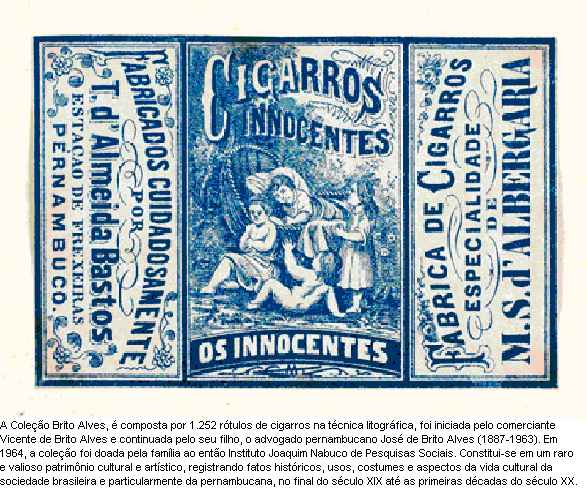 FABRICADOS CUIDADOSAMENTE
POR
T. d'Almeida Bastos
ESTACAO DE FREXEIRAS
PERNAMBUCO
CIGARROS
INNOCENTES
OS INNOCENTES
FABRICA DE CIGARROS
ESPECIALIDADE
DE
M.S. d'ALBERGARIA
A Coleção Brito Alves, é composta por 1.252 rótulos de cigarros na técnica litográfica, foi iniciada pelo comerciante
Vicente de Brito Alves e continuada pelo seu filho, o advogado pernambucano José de Brito Alves (1887-1963). Em
1964, a coleção foi doada pela família ao então Instituto Joaquim Nabuco de Pesquisas Sociais. Constitui-se em um raro
e valioso patrimônio cultural e artístico, registrando fatos históricos, usos, costumes e aspectos da vida cultural da
sociedade brasileira e particularmente da pernambucana, no final do século XIX até as primeiras décadas do século XX.